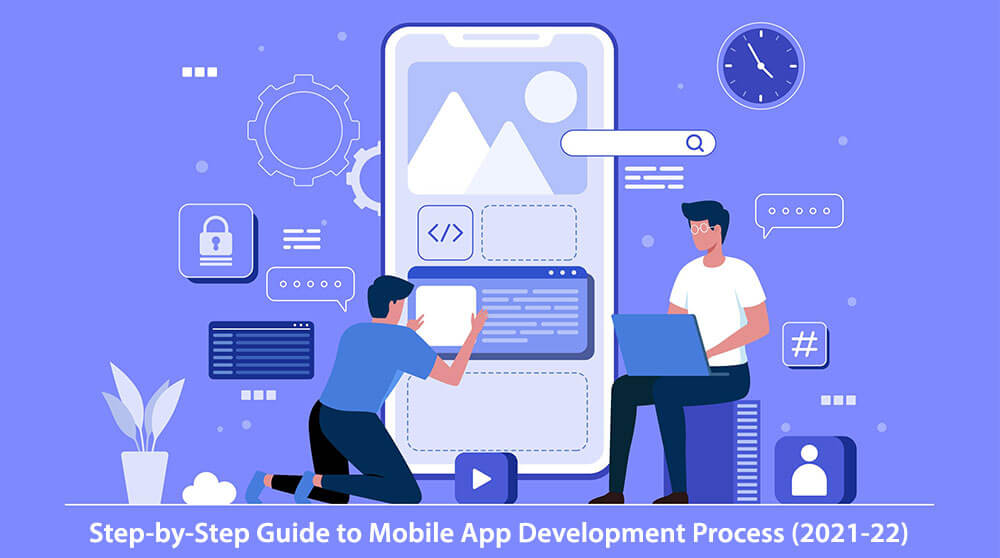 </>
#
Step-by-Step Guide to Mobile App Development Process (2021-22)